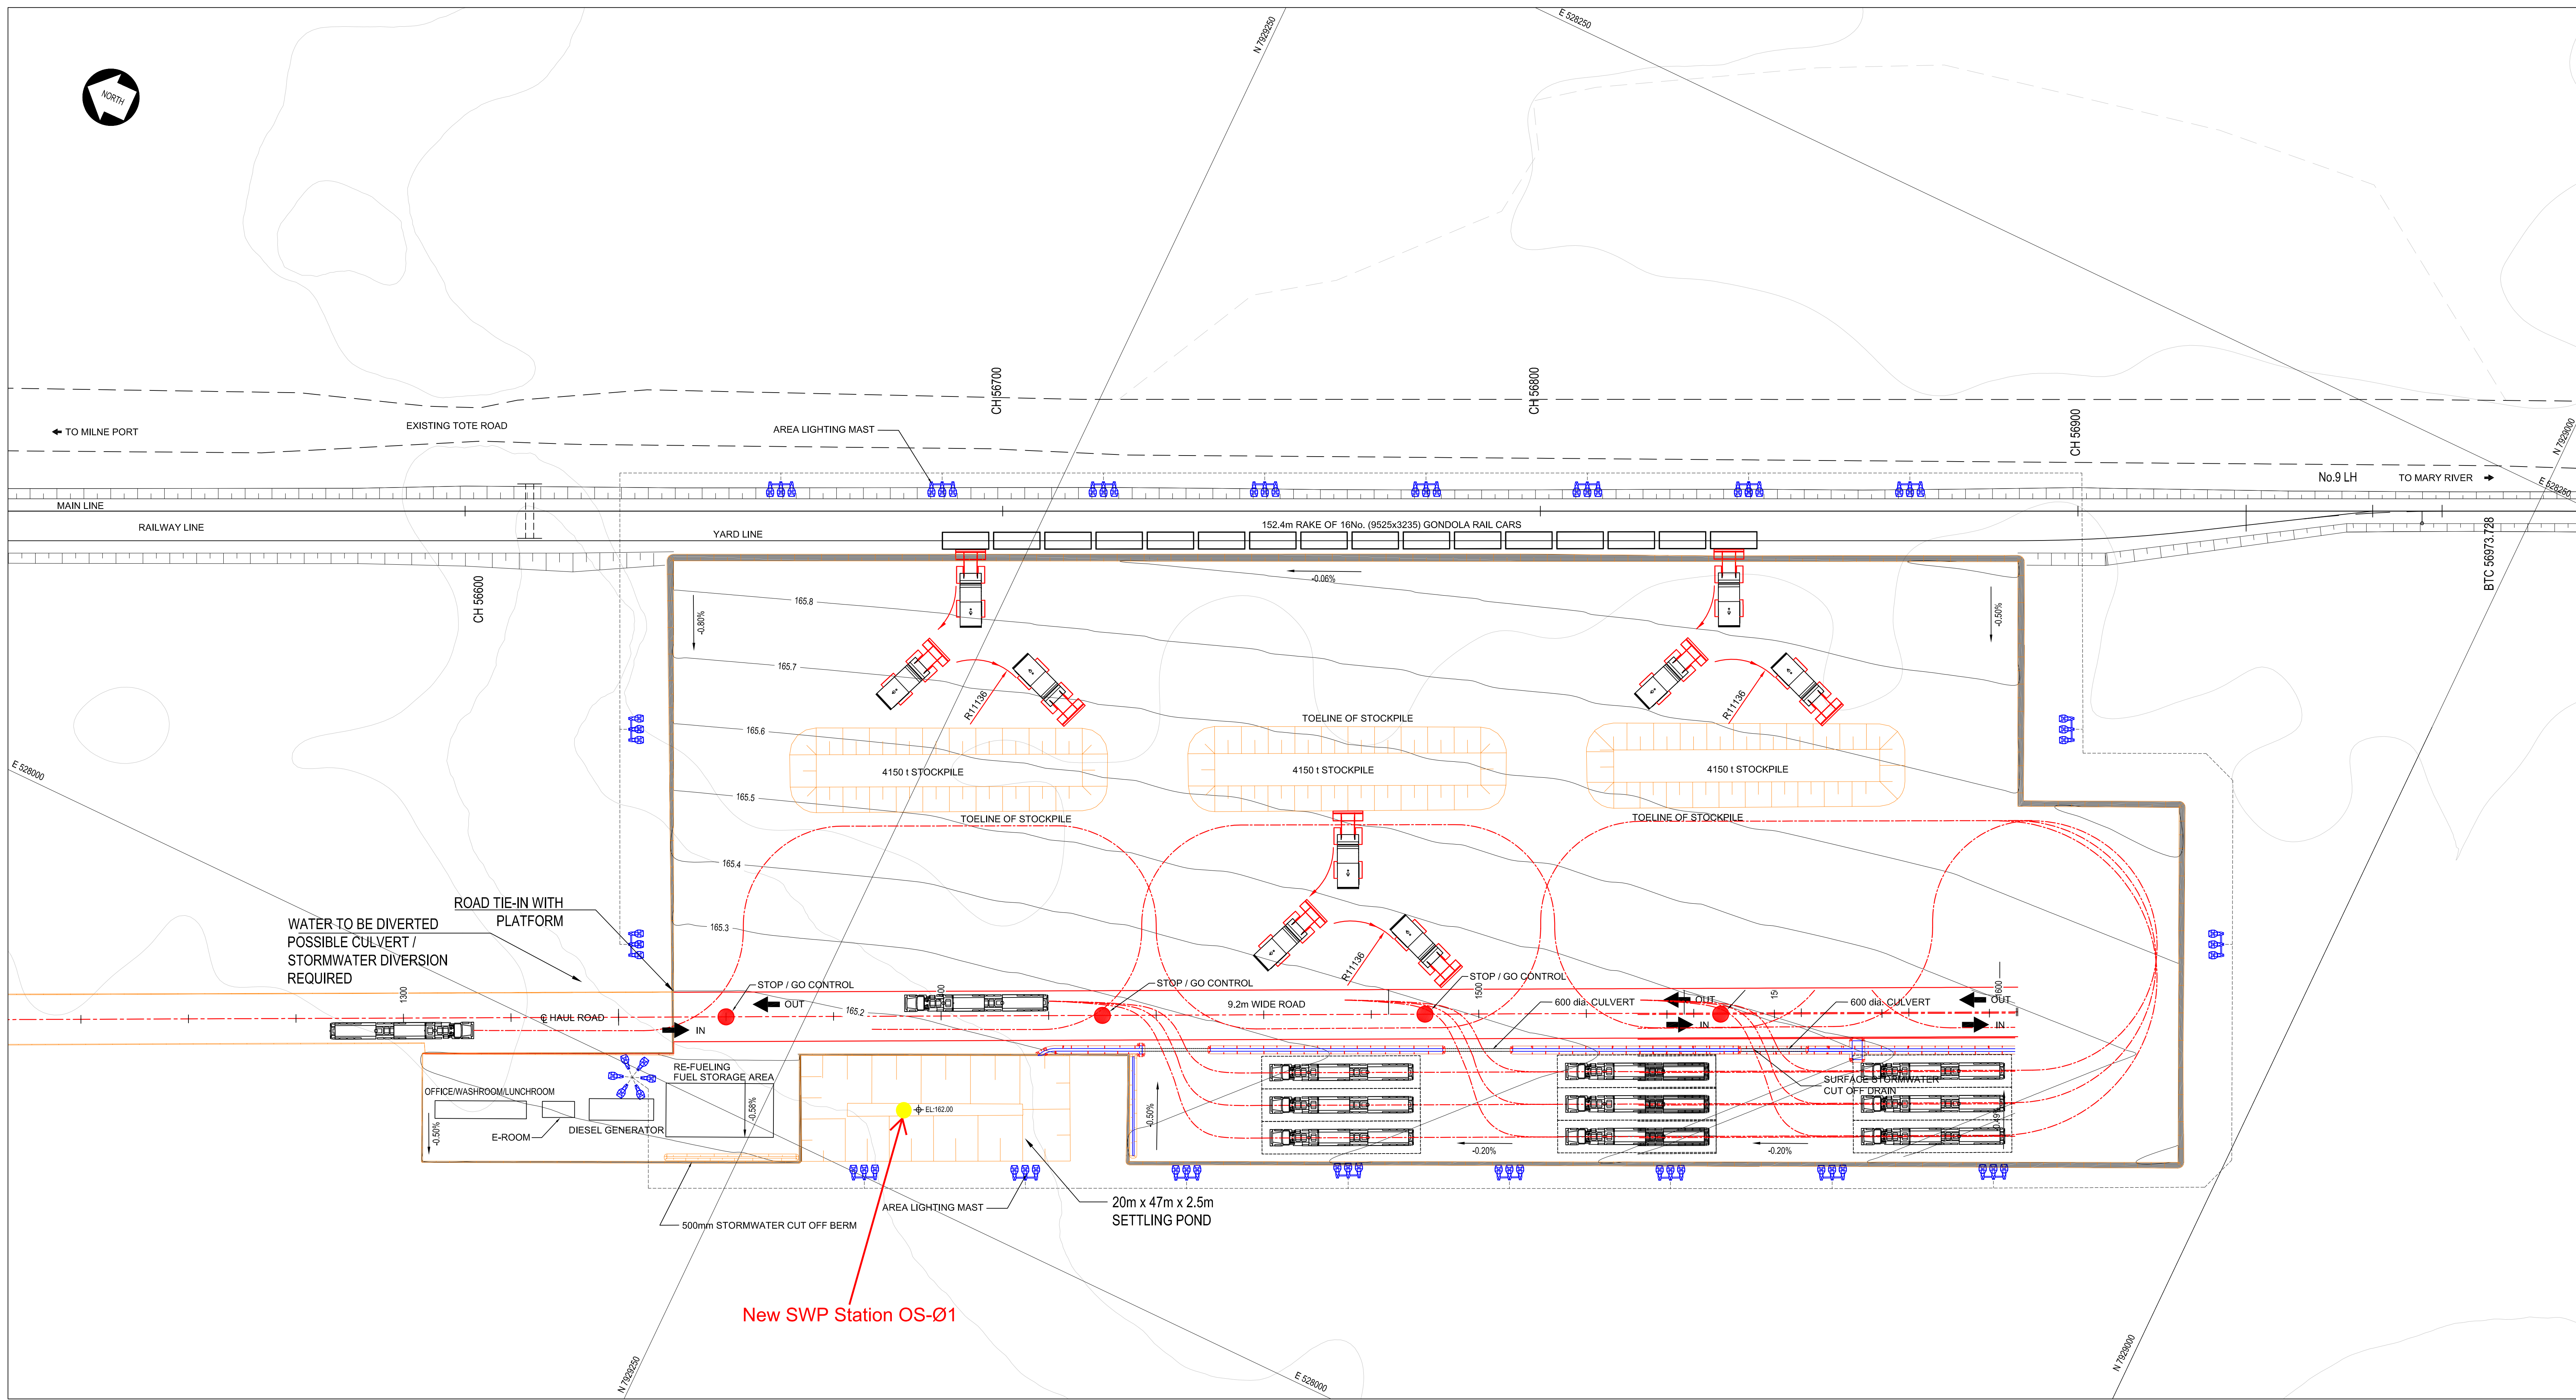 E 528250
N 7929250
NORTH
CH 56700
CH 56800
CH 56900
N 7929000
TO MILNE PORT
EXISTING TOTE ROAD
AREA LIGHTING MAST
No.9 LH
TO MARY RIVER
E 528250
MAIN LINE
RAILWAY LINE
YARD LINE
152.4m RAKE OF 16No. (9525x3235) GONDOLA RAIL CARS
BTC 56973.728
CH 56600
-0.06%
165.8
-0.80%
-0.50%
165.7
R11136
R11136
TOELINE OF STOCKPILE
165.6
4150 t STOCKPILE
4150 t STOCKPILE
4150 t STOCKPILE
E 528000
165.5
TOELINE OF STOCKPILE
TOELINE OF STOCKPILE
165.4
ROAD TIE-IN WITH
PLATFORM
WATER TO BE DIVERTED
POSSIBLE CULVERT /
STORMWATER DIVERSION
REQUIRED
165.3
R11136
STOP / GO CONTROL
STOP / GO CONTROL
STOP / GO CONTROL
1300
OUT
9.2m WIDE ROAD
1500
600 dia. CULVERT
OUT
600 dia. CULVERT
OUT
1600
165.2
℄ HAUL ROAD
IN
IN
IN
RE-FUELING
FUEL STORAGE AREA
OFFICE/WASHROOM/LUNCHROOM
E-ROOM
DIESEL GENERATOR
-0.50%
-0.58%
EL:162.00
-0.50%
SURFACE STORMWATER
CUT OFF DRAIN
-0.20%
-0.20%
AREA LIGHTING MAST
20m x 47m x 2.5m
SETTLING POND
500mm STORMWATER CUT OFF BERM
New SWP Station OS-Ø1
N 7929250
E 528000
N 7929000